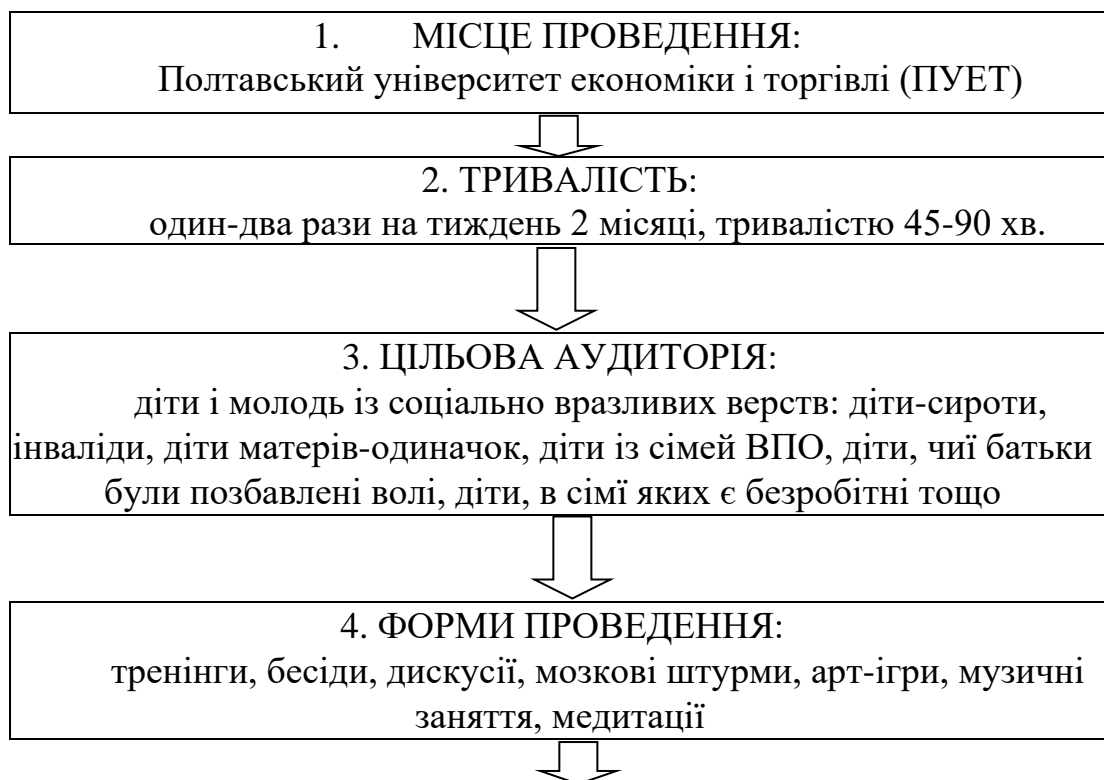 1. МІСЦЕ ПРОВЕДЕННЯ:
Полтавський університет економіки і торгівлі (ПУЕТ)
2. ТРИВАЛІСТЬ:
один-два рази на тиждень 2 місяці, тривалістю 45-90 хв.
3. ЦІЛЬОВА АУДИТОРІЯ:
діти і молодь із соціально вразливих верств: діти-сироти,
інваліди, діти матерів-одиначок, діти із сімей ВПО, діти, чиї батьки
були позбавлені волі, діти, в сімї яких є безробітні тощо
4. ФОРМИ ПРОВЕДЕННЯ:
тренінги, бесіди, дискусії, мозкові штурми, арт-ігри, музичні
заняття, медитації